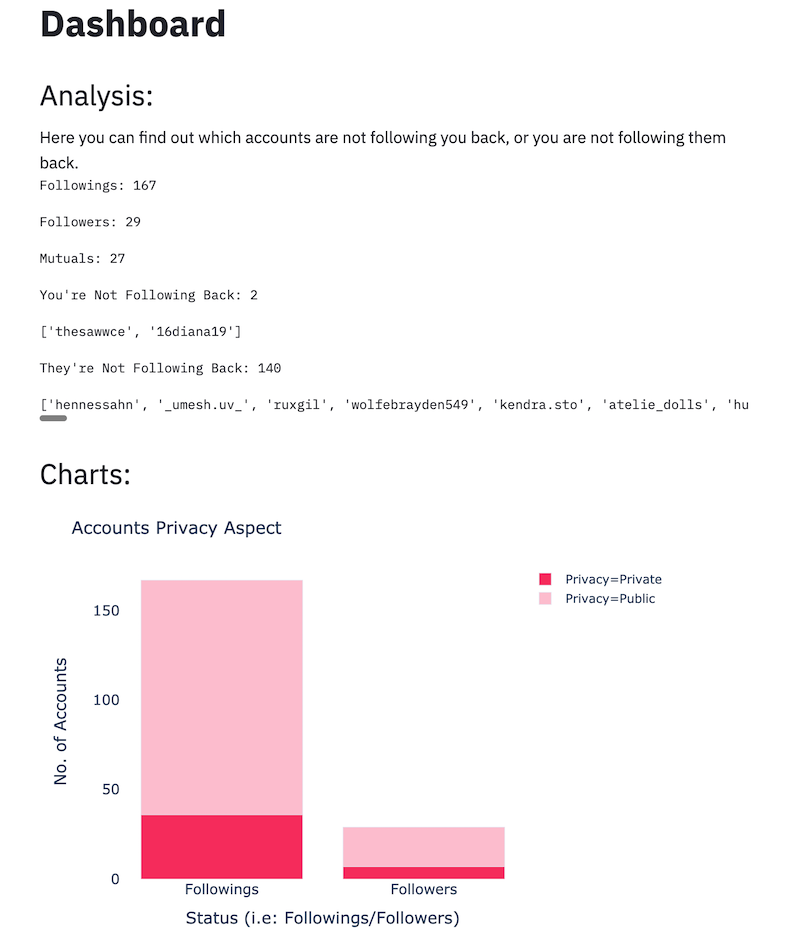 Dashboard
Analysis:
Here you can find out which accounts are not following you back, or you are not following them
back.
Followings: 167
Followers: 29
Mutuals: 27
You're Not Following Back: 2
['thesawwce', '16diana19']
They're Not Following Back: 140
['hennessahn', '_umesh.uv_', 'ruxgil', 'wolfebrayden549', 'kendra.sto', 'atelie_dolls', 'hu
Charts:
Accounts Privacy Aspect
Privacy=Private
Privacy=Public
150
100
50
0
No. of Accounts
Followings
Followers
Status (i.e: Followings/Followers)